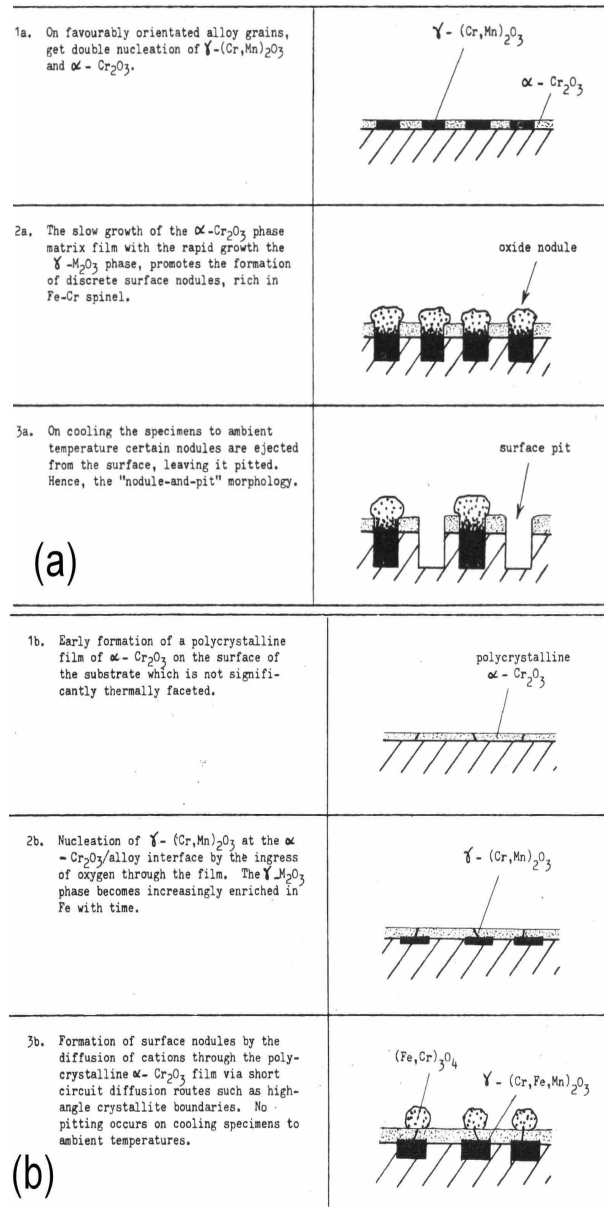 1a. On favourably orientated alloy grains,
get double nucleation of γ-(Cr,Mn)₂O₃
and α - Cr₂O₃.
γ - (Cr,Mn)₂O₃
α - Cr₂O₃
2a. The slow growth of the α-Cr₂O₃ phase
matrix film with the rapid growth the
γ -M₂O₃ phase, promotes the formation
of discrete surface nodules, rich in
Fe-Cr spinel.
oxide nodule
3a. On cooling the specimens to ambient
temperature certain nodules are ejected
from the surface, leaving it pitted.
Hence, the "nodule-and-pit" morphology.
surface pit
(a)
1b. Early formation of a polycrystalline
film of α - Cr₂O₃ on the surface of
the substrate which is not signifi-
cantly thermally faceted.
polycrystalline
α - Cr₂O₃
2b. Nucleation of γ- (Cr,Mn)₂O₃ at the α
- Cr₂O₃/alloy interface by the ingress
of oxygen through the film. The γ-M₂O₃
phase becomes increasingly enriched in
Fe with time.
γ - (Cr,Mn)₂O₃
3b. Formation of surface nodules by the
diffusion of cations through the poly-
crystalline α- Cr₂O₃ film via short
circuit diffusion routes such as high-
angle crystallite boundaries. No
pitting occurs on cooling specimens to
ambient temperatures.
(Fe,Cr)₃O₄
γ - (Cr,Fe,Mn)₂O₃
(b)